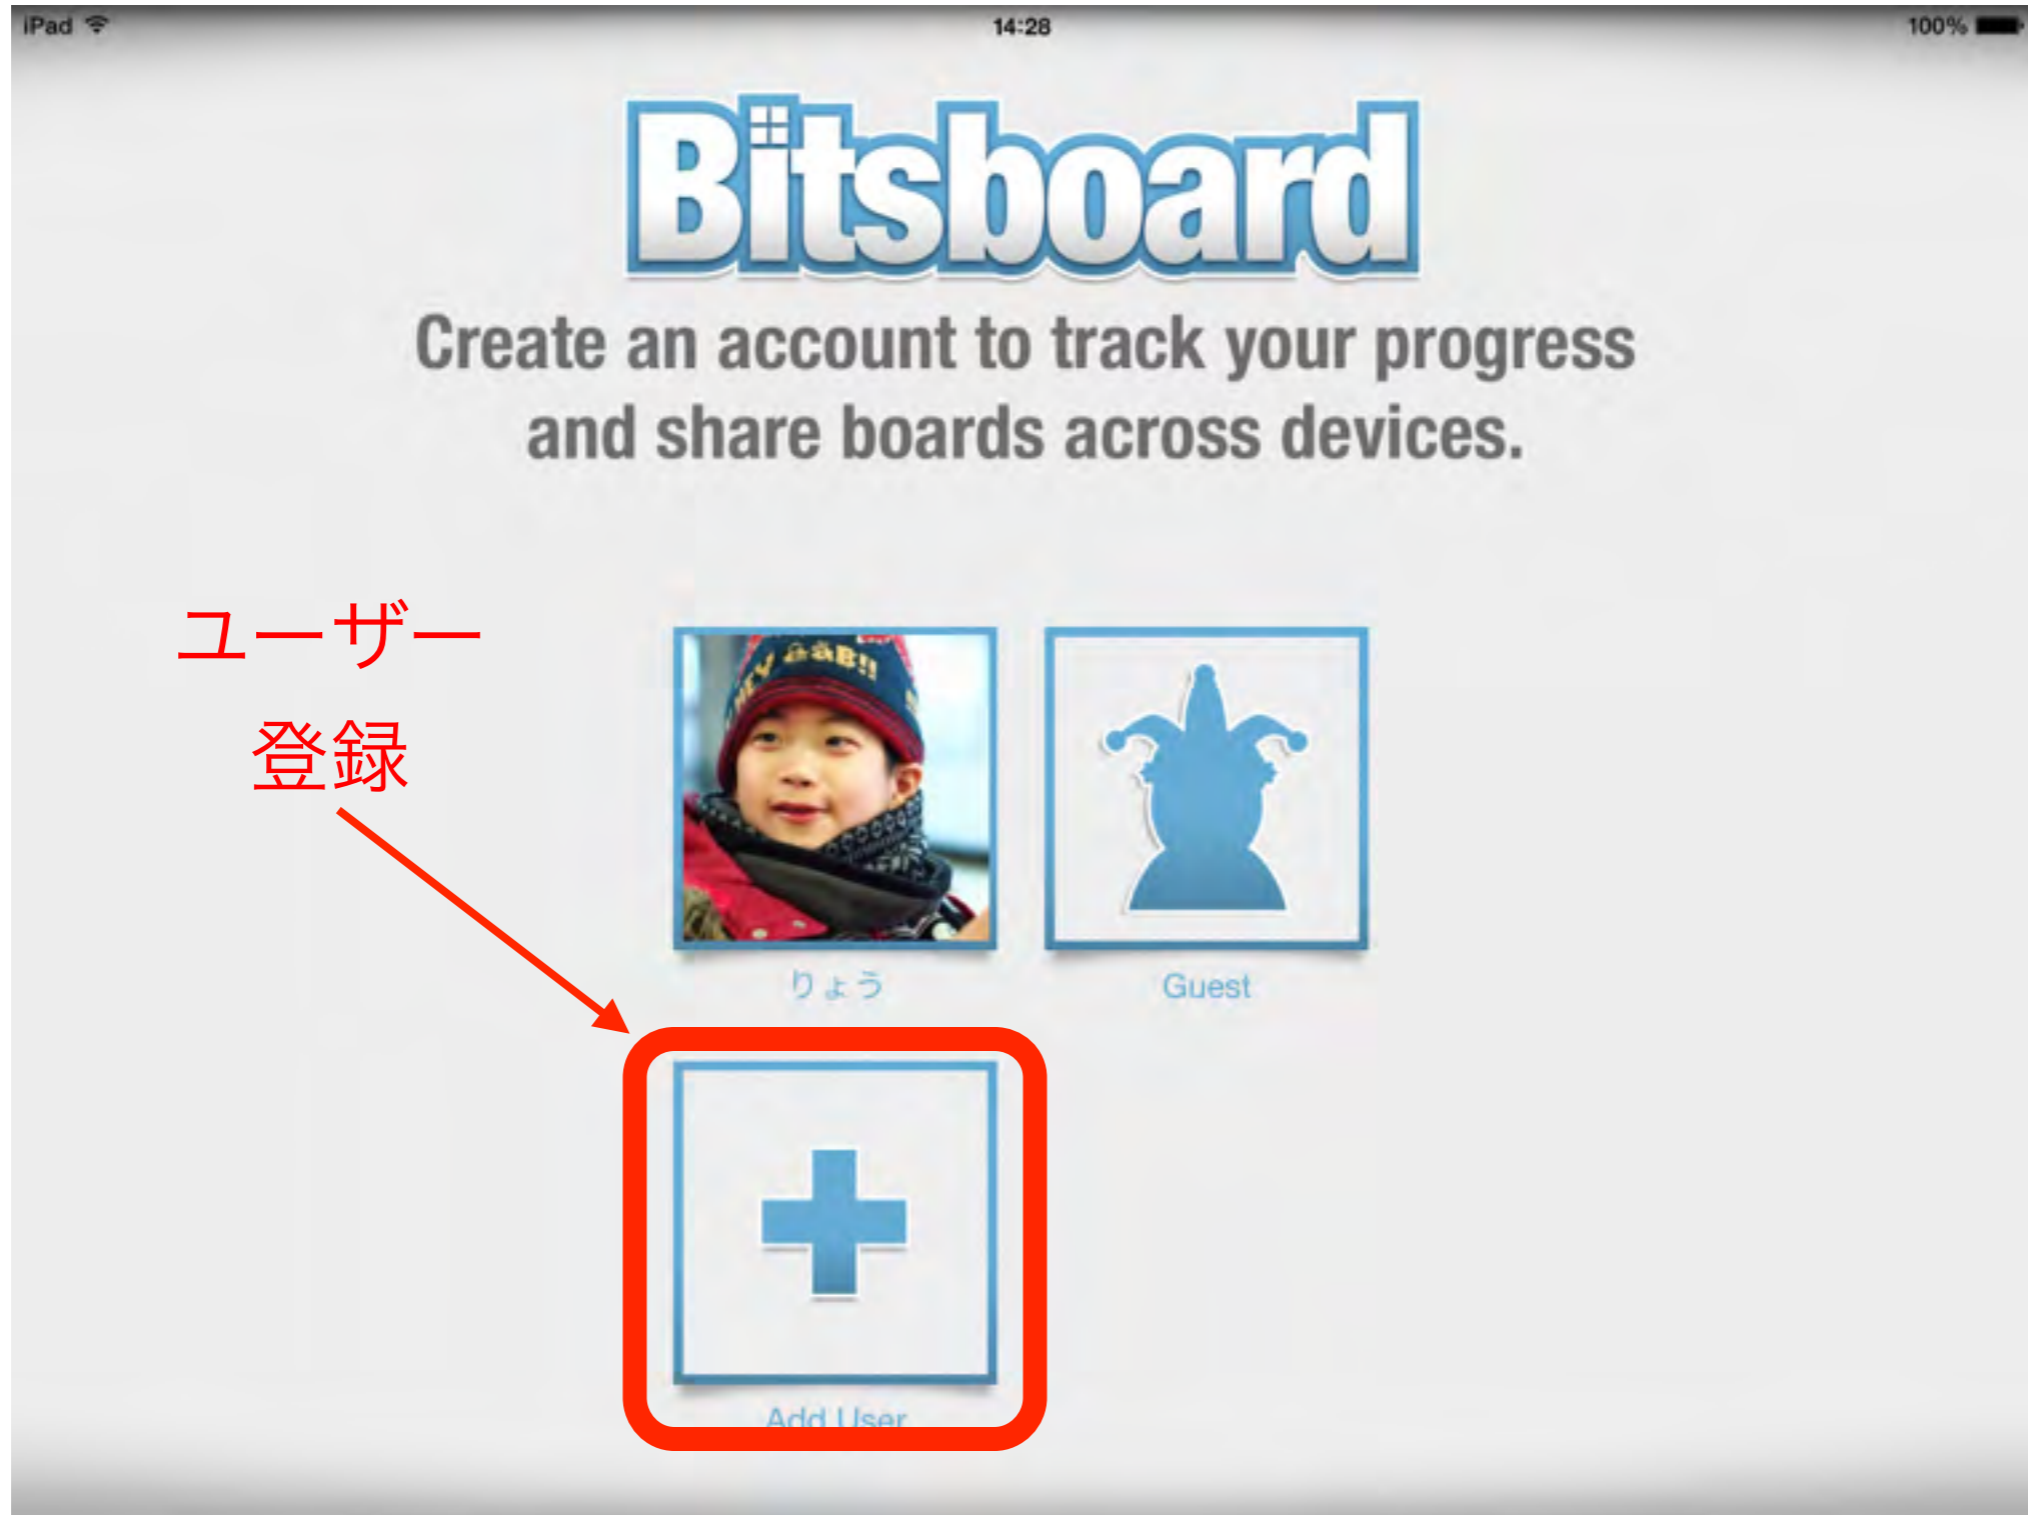 iPad
14:28
100%
Bitsboard
Create an account to track your progress
and share boards across devices.
ユーザー
登録
りょう
Guest
Add User